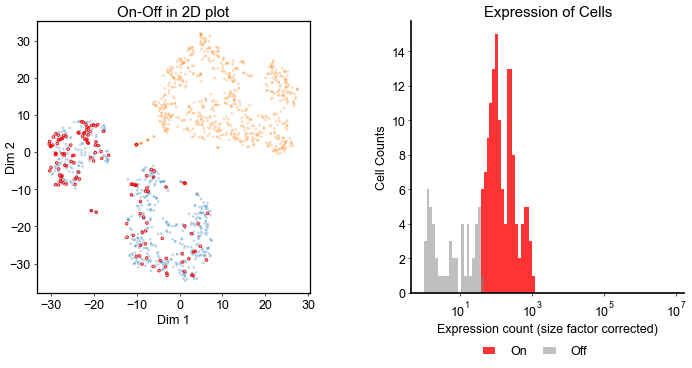 On-Off in 2D plot
30
20
10
0
−10
−20
−30
Dim 2
−30 −20 −10 0 10 20 30
Dim 1
Expression of Cells
14
12
10
8
6
4
2
0
Cell Counts
10^1 10^3 10^5 10^7
Expression count (size factor corrected)
On Off